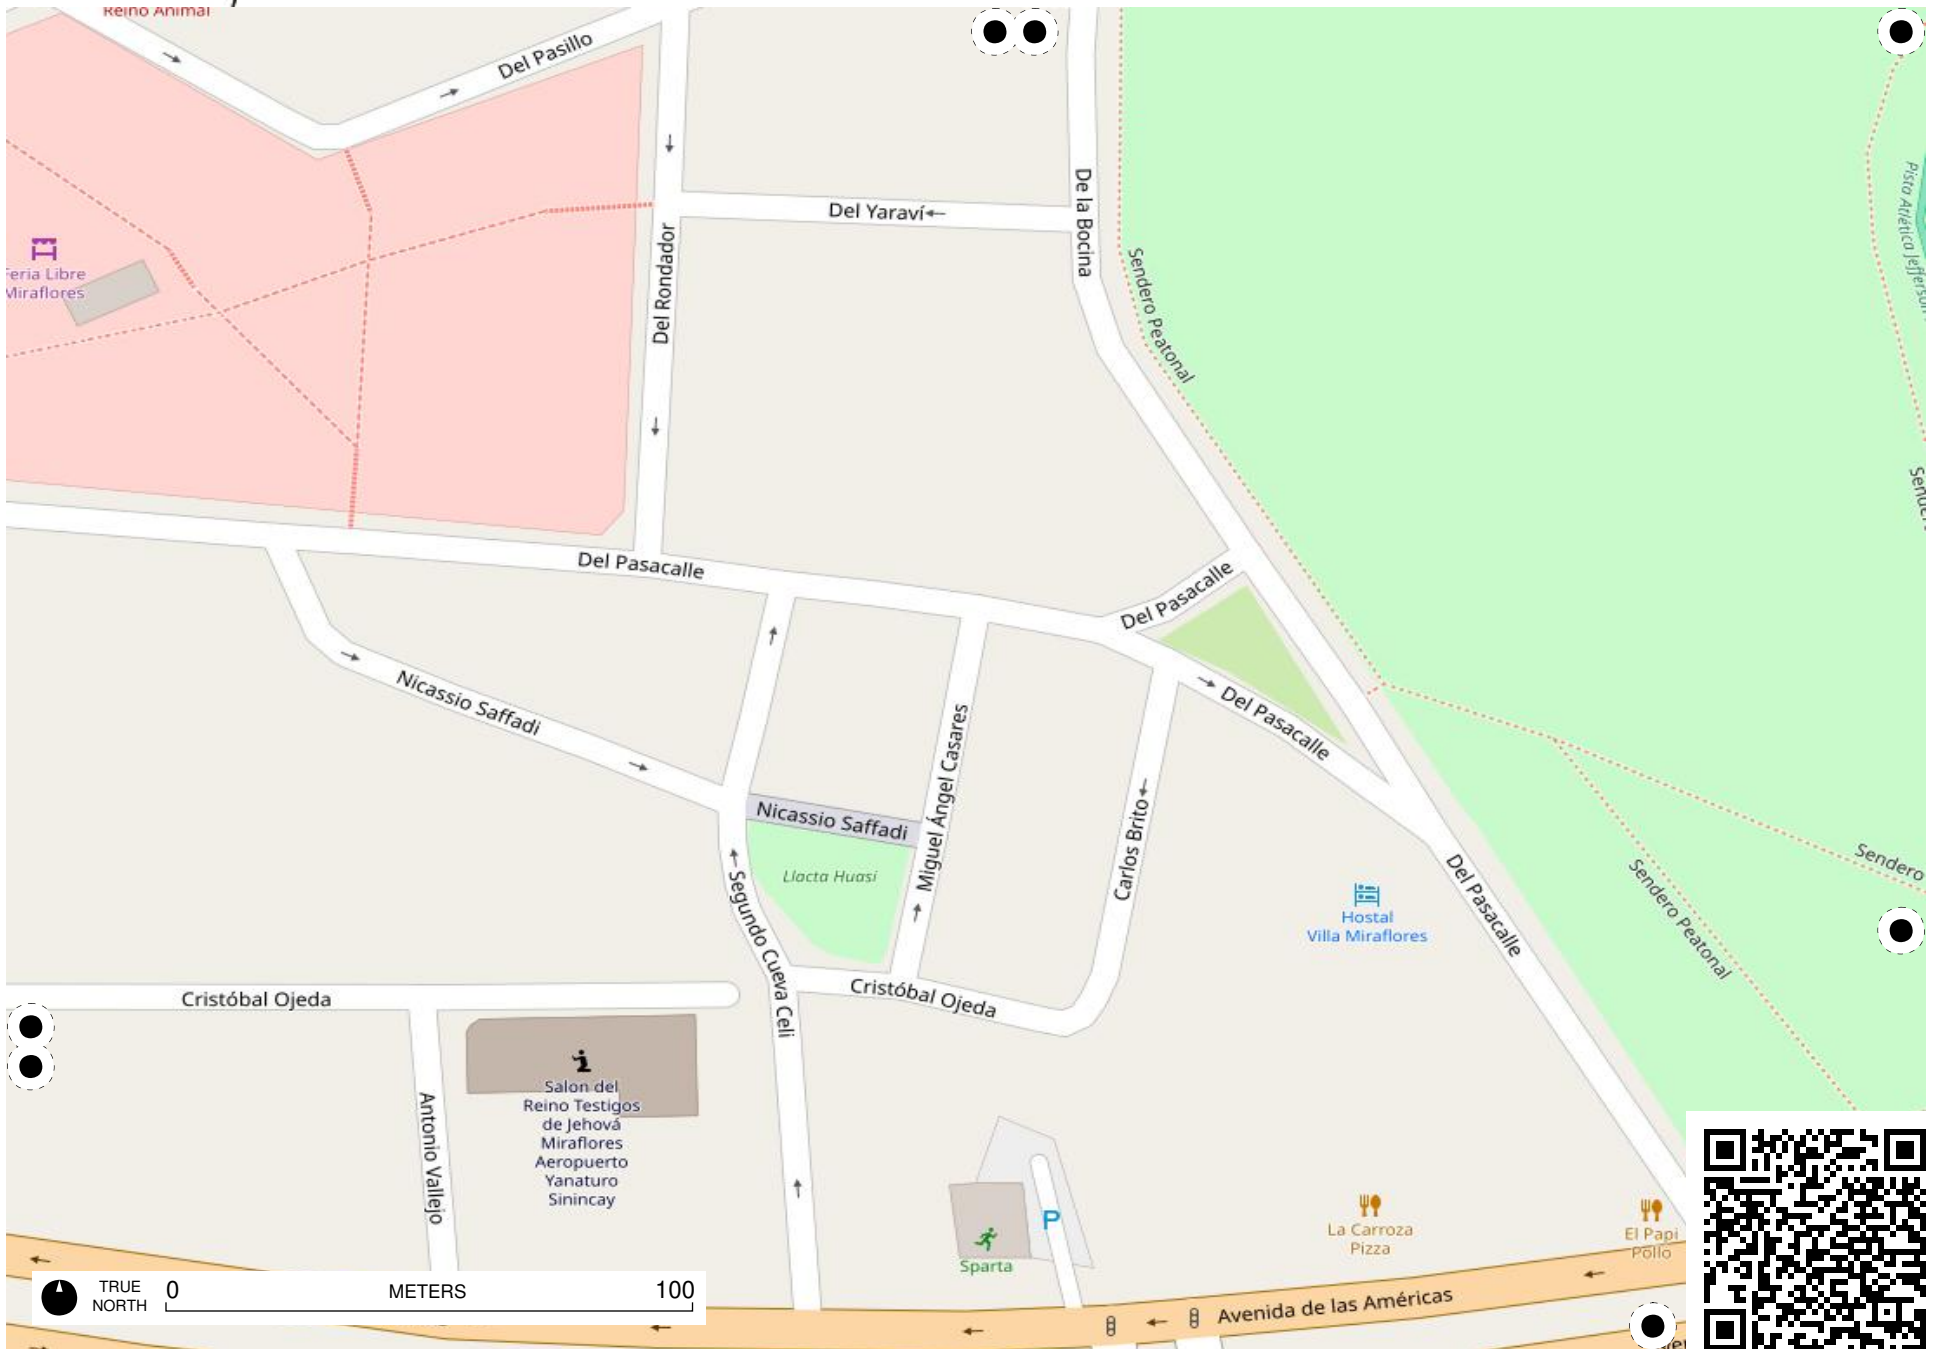 Reino Animal
Del Pasillo
De la Bocina
Pista Atlética Jefferson
Del Yaraví
Del Rondador
Feria Libre
Miraflores
Sendero Peatonal
Del Pasacalle
Del Pasacalle
Nicassio Saffadi
Del Pasacalle
Miguel Ángel Casares
Nicassio Saffadi
Carlos Brito
Llacta Huasi
Sendero
Sendero Peatonal
Del Pasacalle
Hostal
Villa Miraflores
Segundo Cueva Celi
Cristóbal Ojeda
Cristóbal Ojeda
Salon del
Reino Testigos
de Jehová
Miraflores
Aeropuerto
Yanaturo
Sinincay
Antonio Vallejo
P
Sparta
La Carroza
Pizza
El Papi
Pollo
Avenida de las Américas
TRUE
NORTH
0 METERS 100